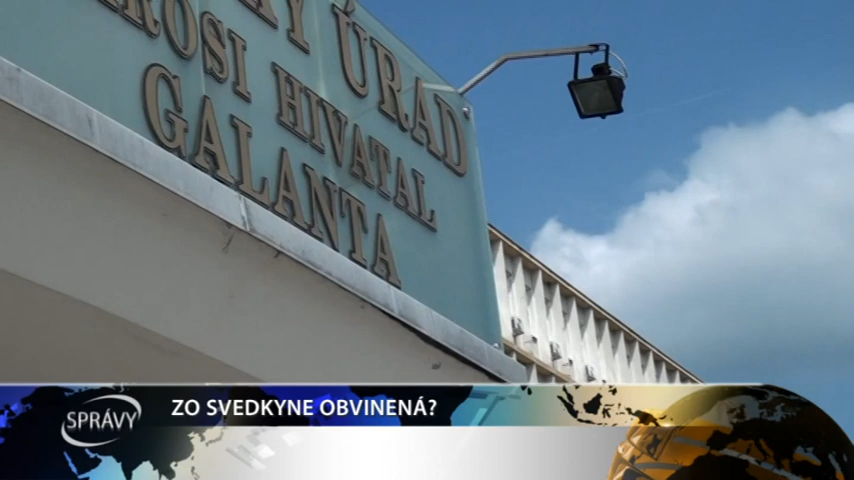 ÚRAD
HIVATAL
GALANTA
SPRÁVY
ZO SVEDKYNE OBVINENÁ?